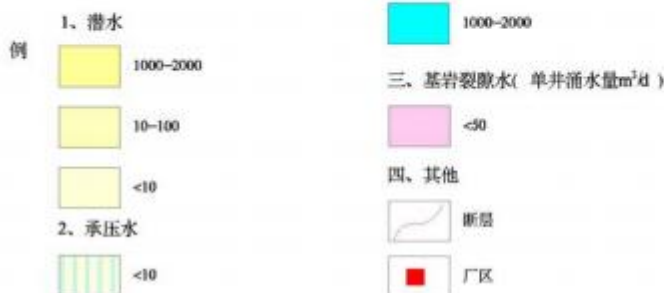 例
1、潜水
1000-2000
10-100
<10
2、承压水
<10
1000-2000
三、基岩裂隙水( 单井涌水量m³/d )
<50
四、其他
断层
厂区